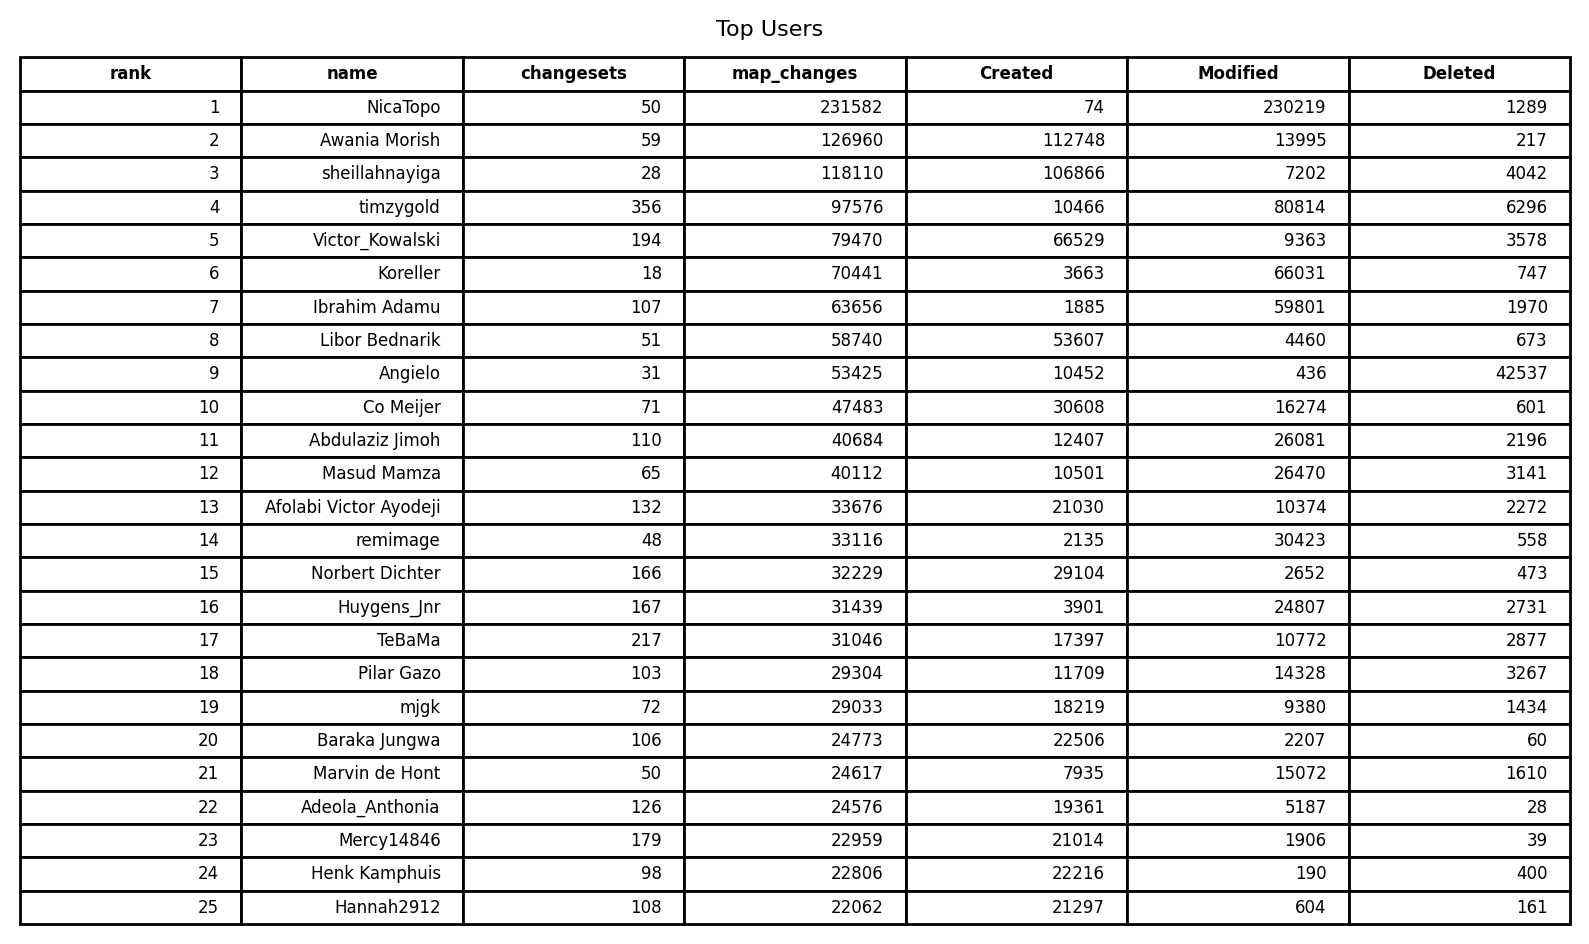 Top Users
rank name changesets map_changes Created Modified Deleted
1 NicaTopo 50 231582 74 230219 1289
2 Awania Morish 59 126960 112748 13995 217
3 sheillahnayiga 28 118110 106866 7202 4042
4 timzygold 356 97576 10466 80814 6296
5 Victor_Kowalski 194 79470 66529 9363 3578
6 Koreller 18 70441 3663 66031 747
7 Ibrahim Adamu 107 63656 1885 59801 1970
8 Libor Bednarik 51 58740 53607 4460 673
9 Angielo 31 53425 10452 436 42537
10 Co Meijer 71 47483 30608 16274 601
11 Abdulaziz Jimoh 110 40684 12407 26081 2196
12 Masud Mamza 65 40112 10501 26470 3141
13 Afolabi Victor Ayodeji 132 33676 21030 10374 2272
14 remimage 48 33116 2135 30423 558
15 Norbert Dichter 166 32229 29104 2652 473
16 Huygens_Jnr 167 31439 3901 24807 2731
17 TeBaMa 217 31046 17397 10772 2877
18 Pilar Gazo 103 29304 11709 14328 3267
19 mjgk 72 29033 18219 9380 1434
20 Baraka Jungwa 106 24773 22506 2207 60
21 Marvin de Hont 50 24617 7935 15072 1610
22 Adeola_Anthonia 126 24576 19361 5187 28
23 Mercy14846 179 22959 21014 1906 39
24 Henk Kamphuis 98 22806 22216 190 400
25 Hannah2912 108 22062 21297 604 161